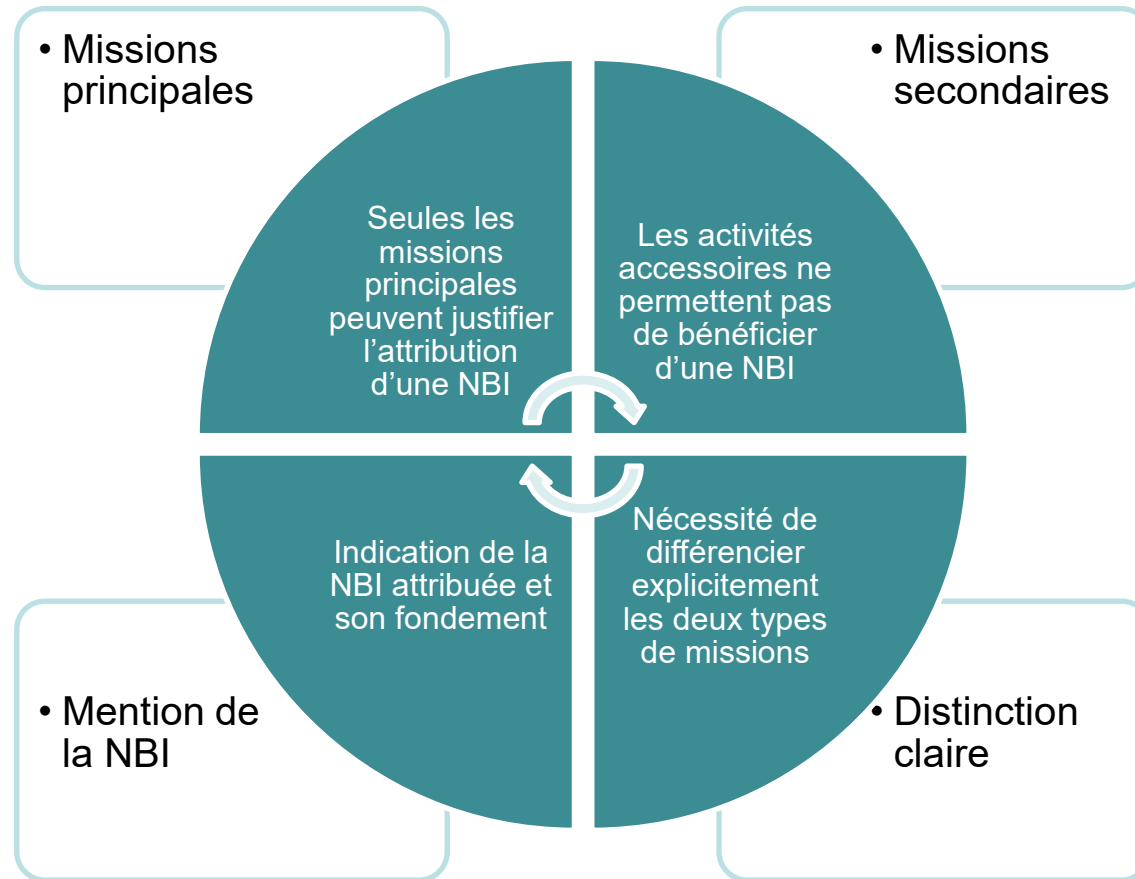 • Missions
principales
Seules les
missions
principales
peuvent justifier
l’attribution
d’une NBI
• Missions
secondaires
Les activités
accessoires ne
permettent pas
de bénéficier
d’une NBI
• Distinction
claire
Nécessité de
différencier
explicitement
les deux types
de missions
• Mention de
la NBI
Indication de la
NBI attribuée et
son fondement